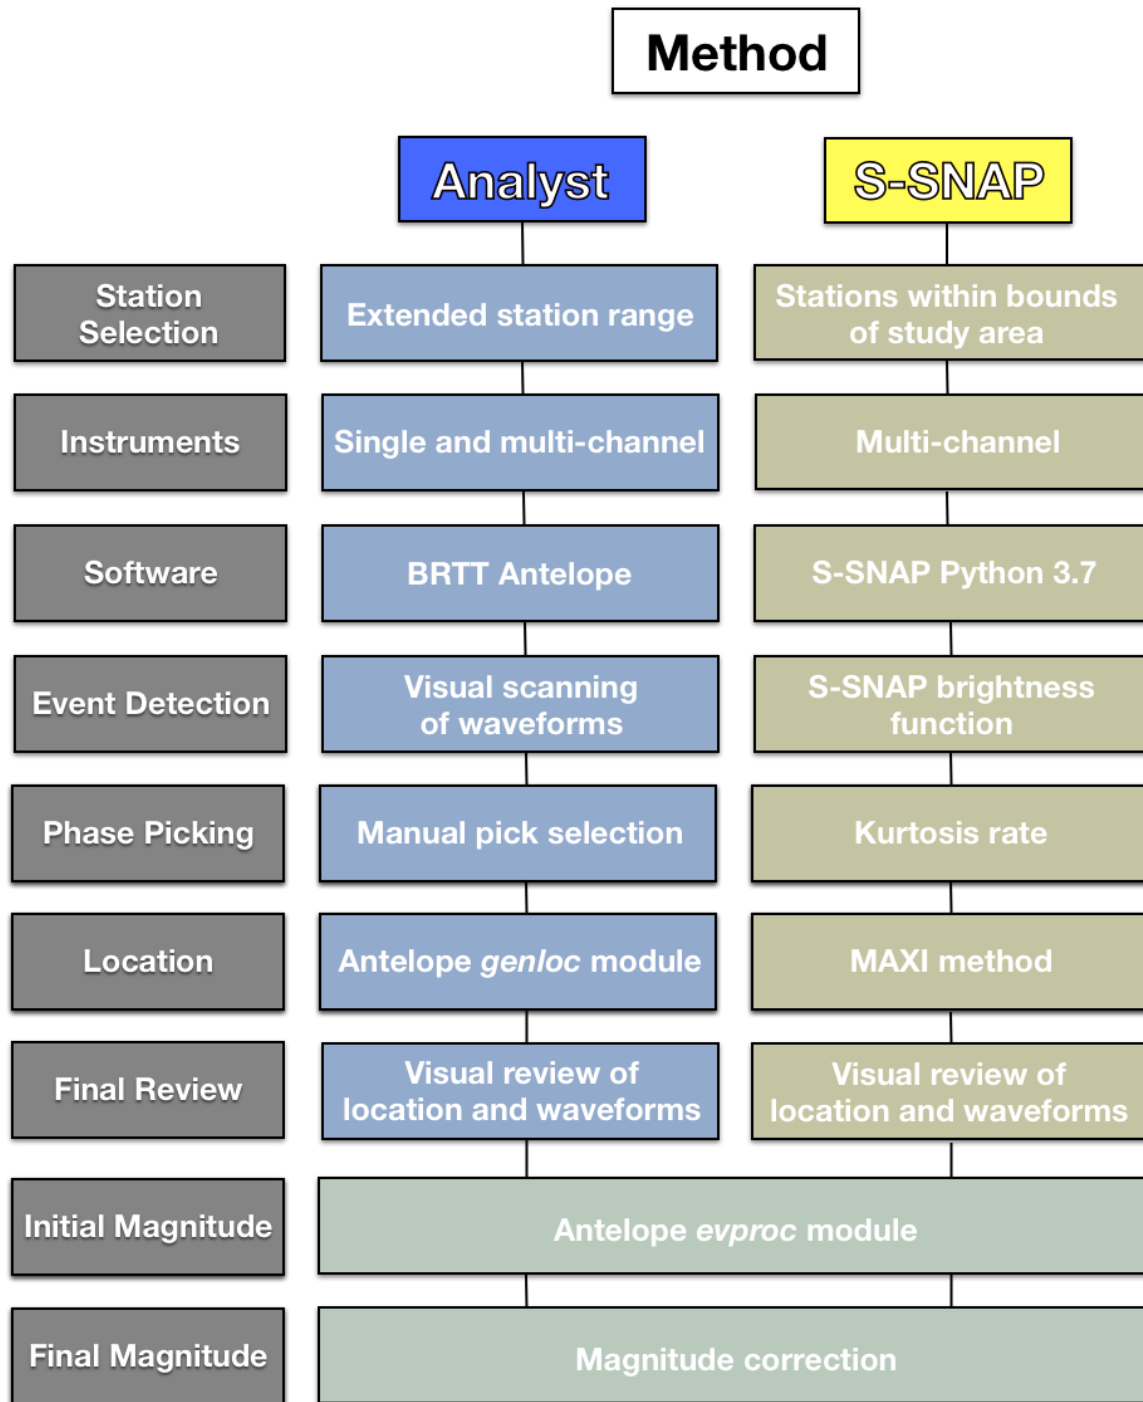 Method
Analyst
S-SNAP
Station
Selection
Extended station range
Stations within bounds
of study area
Instruments
Single and multi-channel
Multi-channel
Software
BRTT Antelope
S-SNAP Python 3.7
Event Detection
Visual scanning
of waveforms
S-SNAP brightness
function
Phase Picking
Manual pick selection
Kurtosis rate
Location
Antelope genloc module
MAXI method
Final Review
Visual review of
location and waveforms
Visual review of
location and waveforms
Initial Magnitude
Antelope evproc module
Final Magnitude
Magnitude correction